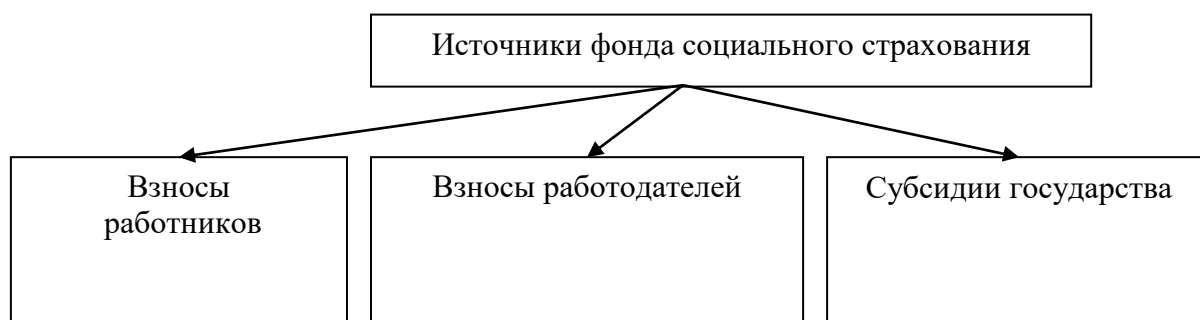 Источники фонда социального страхования
Взносы
работников
Взносы работодателей
Субсидии государства